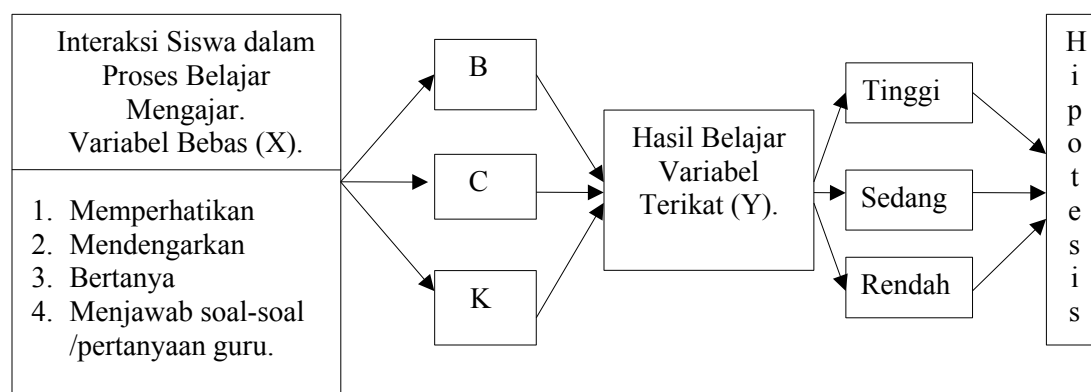 Interaksi Siswa dalam
Proses Belajar
Mengajar.
Variabel Bebas (X).
1. Memperhatikan
2. Mendengarkan
3. Bertanya
4. Menjawab soal-soal
/pertanyaan guru.
B
C
K
Hasil Belajar
Variabel
Terikat (Y).
Tinggi
Sedang
Rendah
H
i
p
o
t
e
s
i
s